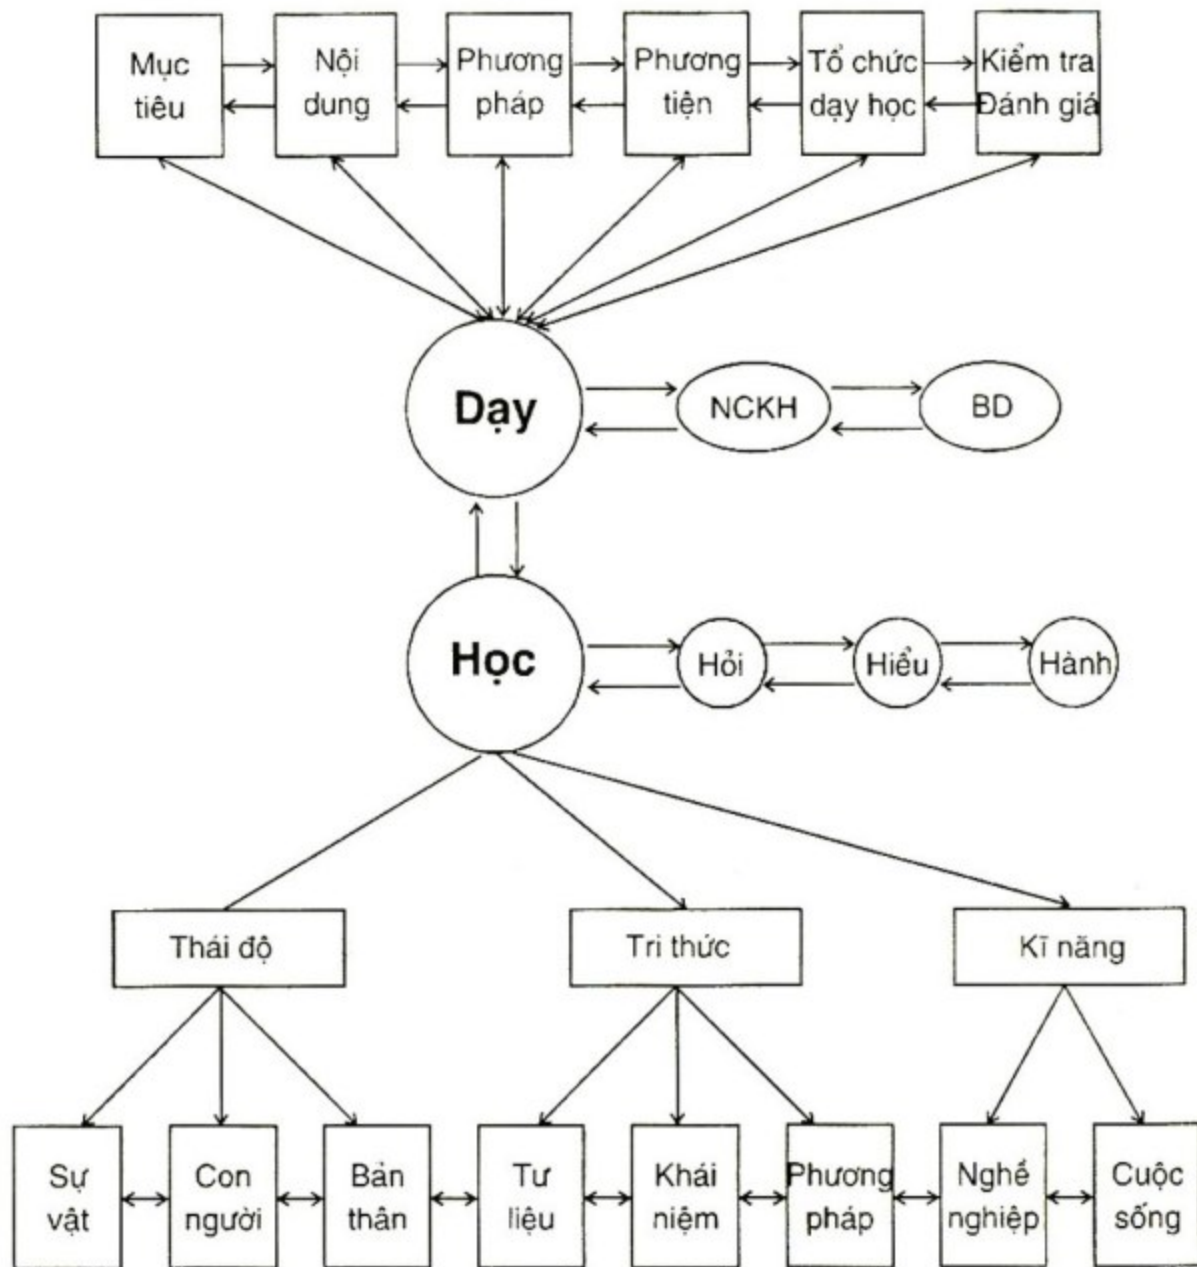 Mục
tiêu
Nội
dung
Phương
pháp
Phương
tiện
Tổ chức
dạy học
Kiểm tra
Đánh giá
Dạy
NCKH
BD
Học
Hỏi
Hiểu
Hành
Thái độ
Tri thức
Kĩ năng
Sự
vật
Con
người
Bản
thân
Tư
liệu
Khái
niệm
Phương
pháp
Nghề
nghiệp
Cuộc
sống